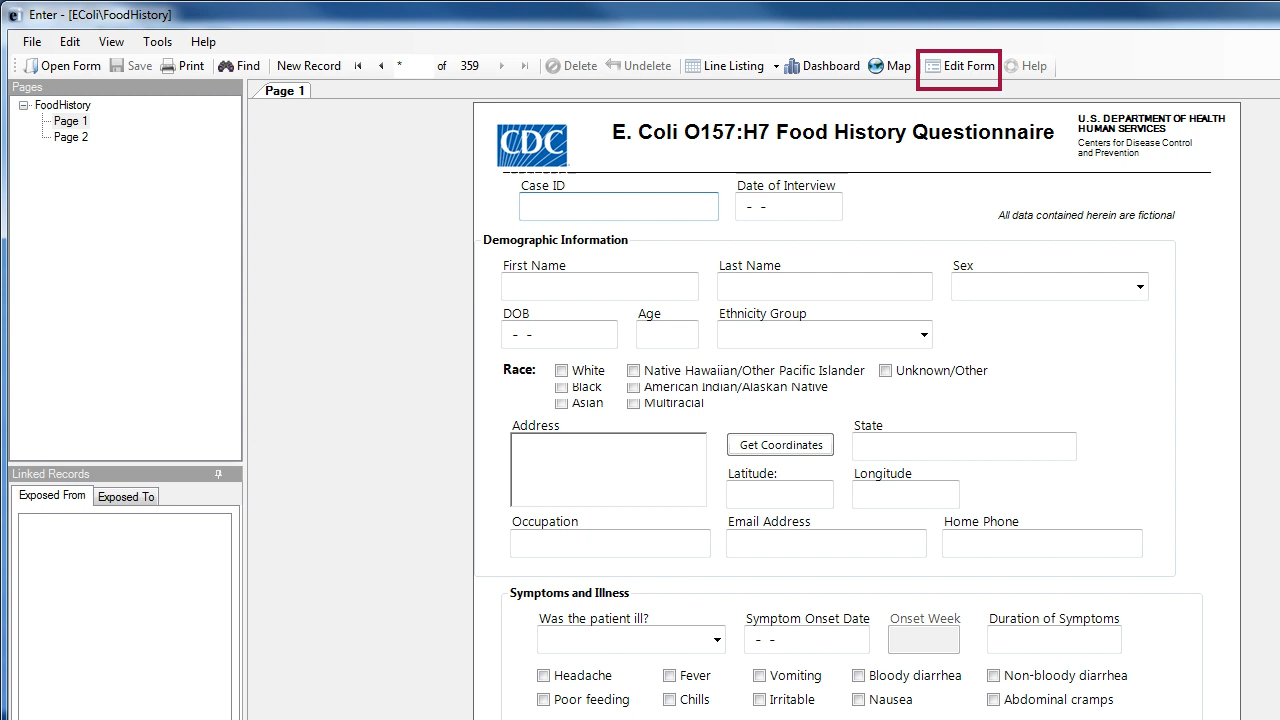 Enter - [EColi\FoodHistory]
File Edit View Tools Help
Open Form Save Print Find New Record * of 359 Delete Undelete Line Listing Dashboard Map Edit Form Help
Pages
FoodHistory
Page 1
Page 2
Linked Records
Exposed From Exposed To
Page 1
CDC
E. Coli O157:H7 Food History Questionnaire
U.S. DEPARTMENT OF HEALTH
HUMAN SERVICES
Centers for Disease Control
and Prevention
Case ID Date of Interview
- -
All data contained herein are fictional
Demographic Information
First Name Last Name Sex
DOB Age Ethnicity Group
- -
Race: White Native Hawaiian/Other Pacific Islander Unknown/Other
Black American Indian/Alaskan Native
Asian Multiracial
Address Get Coordinates State
Latitude: Longitude
Occupation Email Address Home Phone
Symptoms and Illness
Was the patient ill? Symptom Onset Date Onset Week Duration of Symptoms
- -
Headache Fever Vomiting Bloody diarrhea Non-bloody diarrhea
Poor feeding Chills Irritable Nausea Abdominal cramps